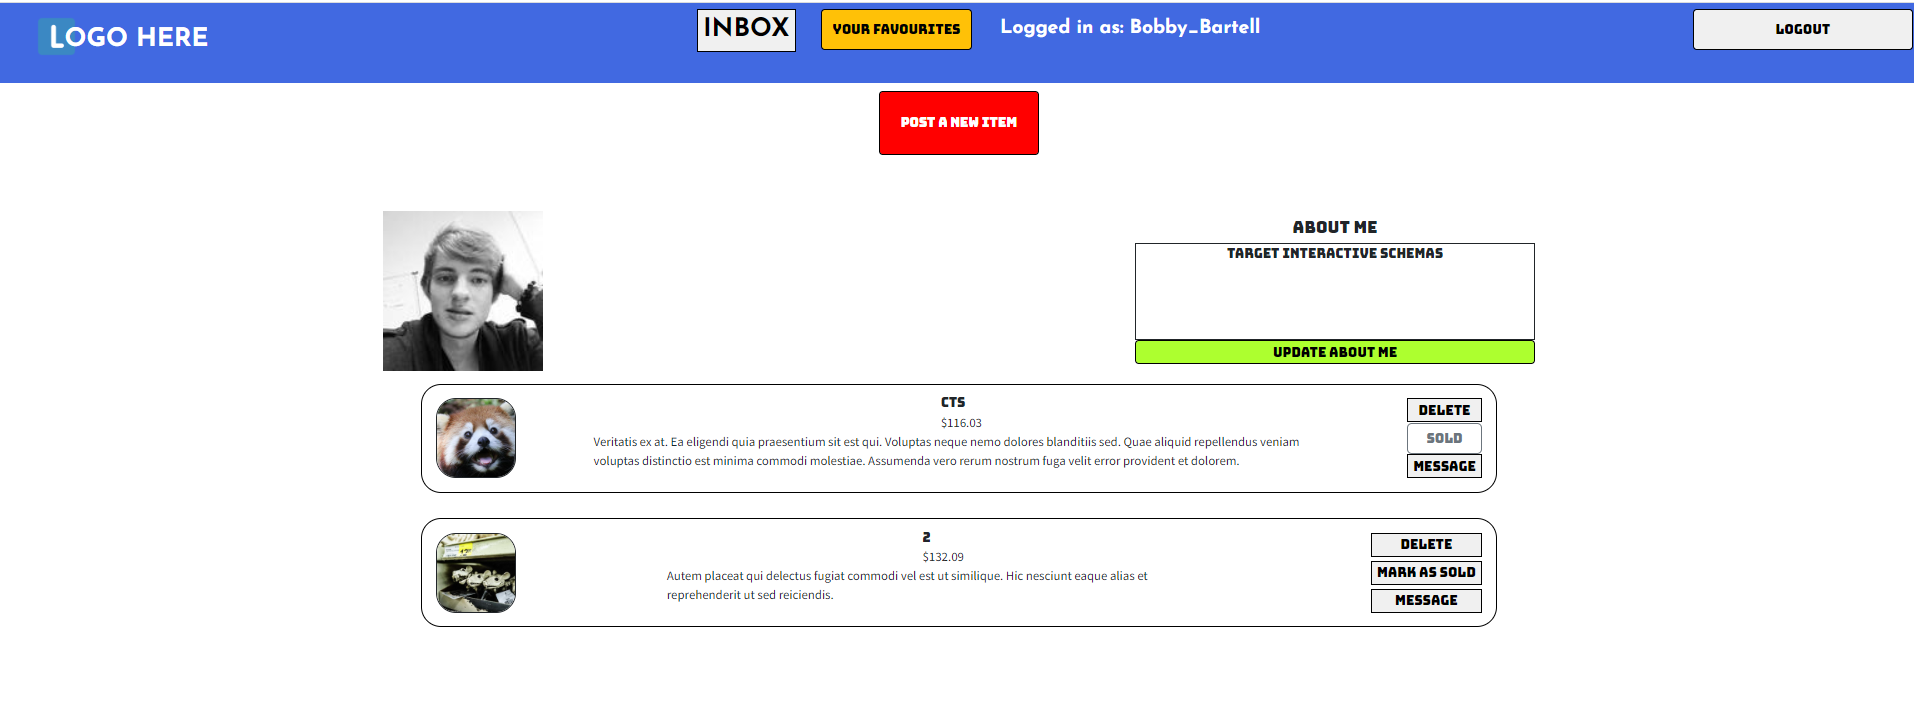 LOGO HERE
INBOX
YOUR FAVOURITES
Logged in as: Bobby_Bartell
LOGOUT
POST A NEW ITEM
ABOUT ME
TARGET INTERACTIVE SCHEMAS
UPDATE ABOUT ME
CTS
$116.03
Veritatis ex at. Ea eligendi quia praesentium sit est qui. Voluptas neque nemo dolores blanditiis sed. Quae aliquid repellendus veniam
voluptas distinctio est minima commodi molestiae. Assumenda vero rerum nostrum fuga velit error provident et dolorem.
DELETE
SOLD
MESSAGE
2
$132.09
Autem placeat qui delectus fugiat commodi vel est ut similique. Hic nesciunt eaque alias et
reprehenderit ut sed reiciendis.
DELETE
MARK AS SOLD
MESSAGE